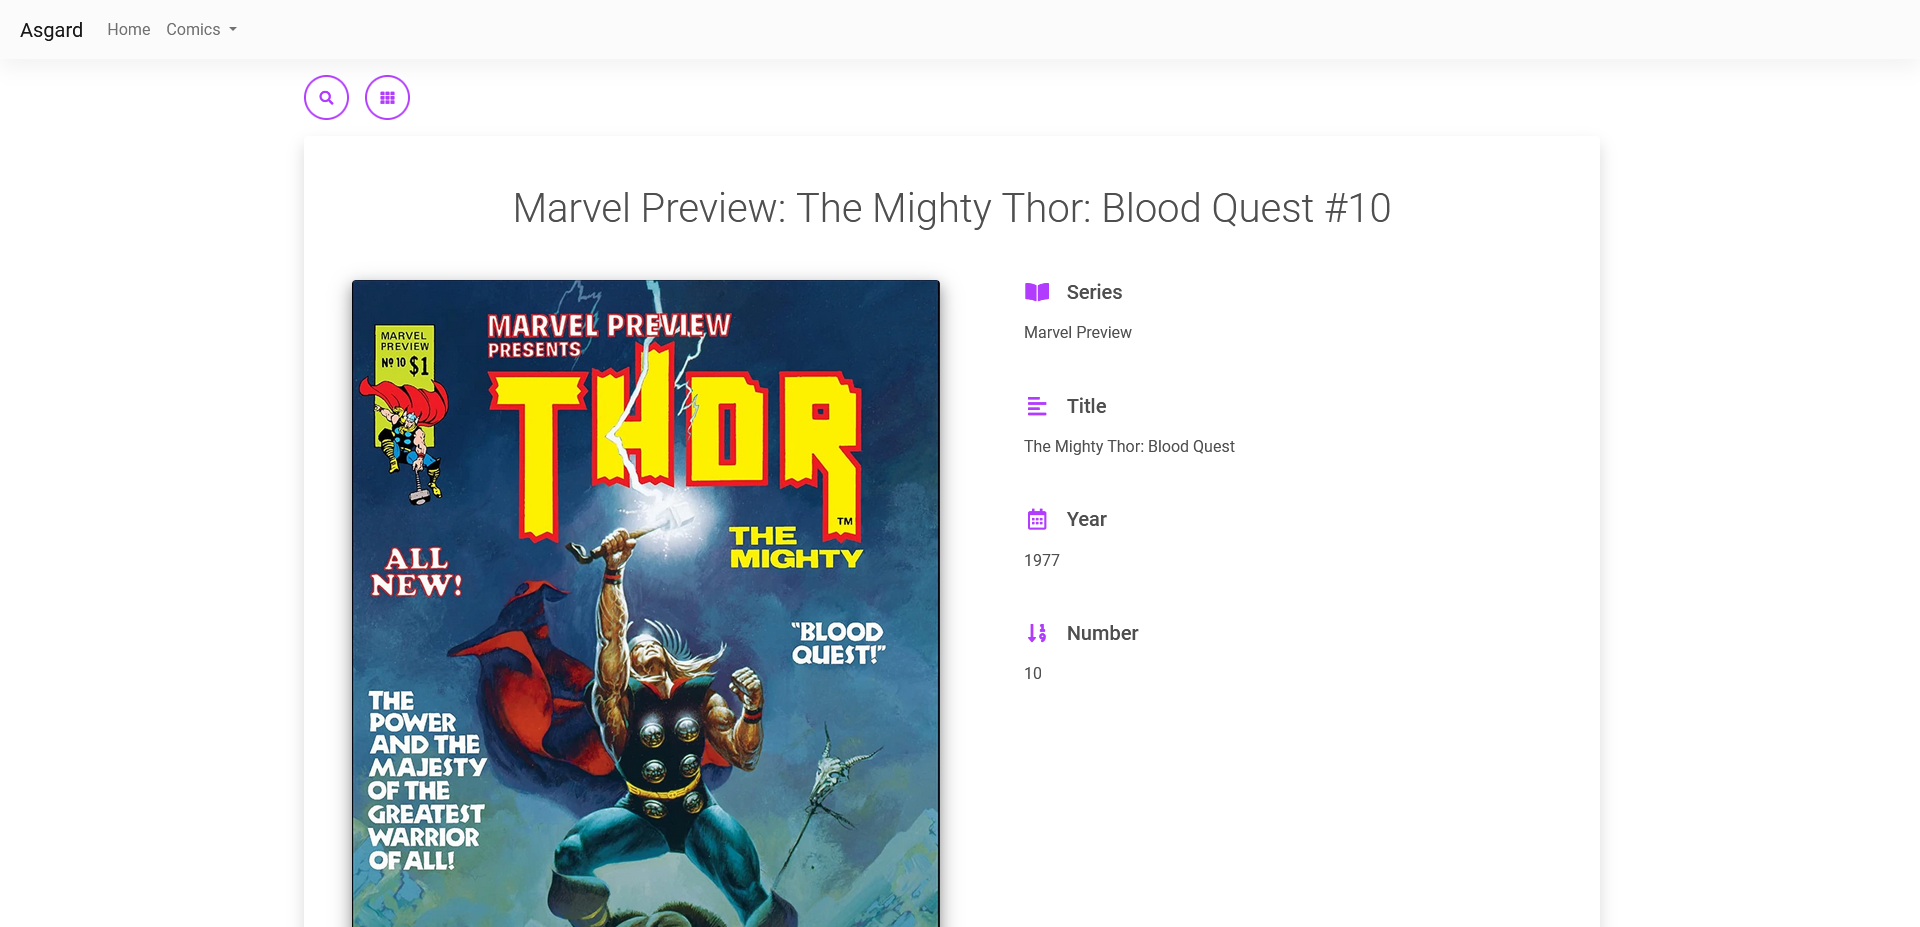 Asgard Home Comics
Marvel Preview: The Mighty Thor: Blood Quest #10
MARVEL
PREVIEW
Nº 10 $1
MARVEL PREVIEW
PRESENTS
THOR
TM
THE
MIGHTY
ALL
NEW!
"BLOOD
QUEST!"
THE
POWER
AND THE
MAJESTY
OF THE
GREATEST
WARRIOR
OF ALL!
Series
Marvel Preview
Title
The Mighty Thor: Blood Quest
Year
1977
Number
10